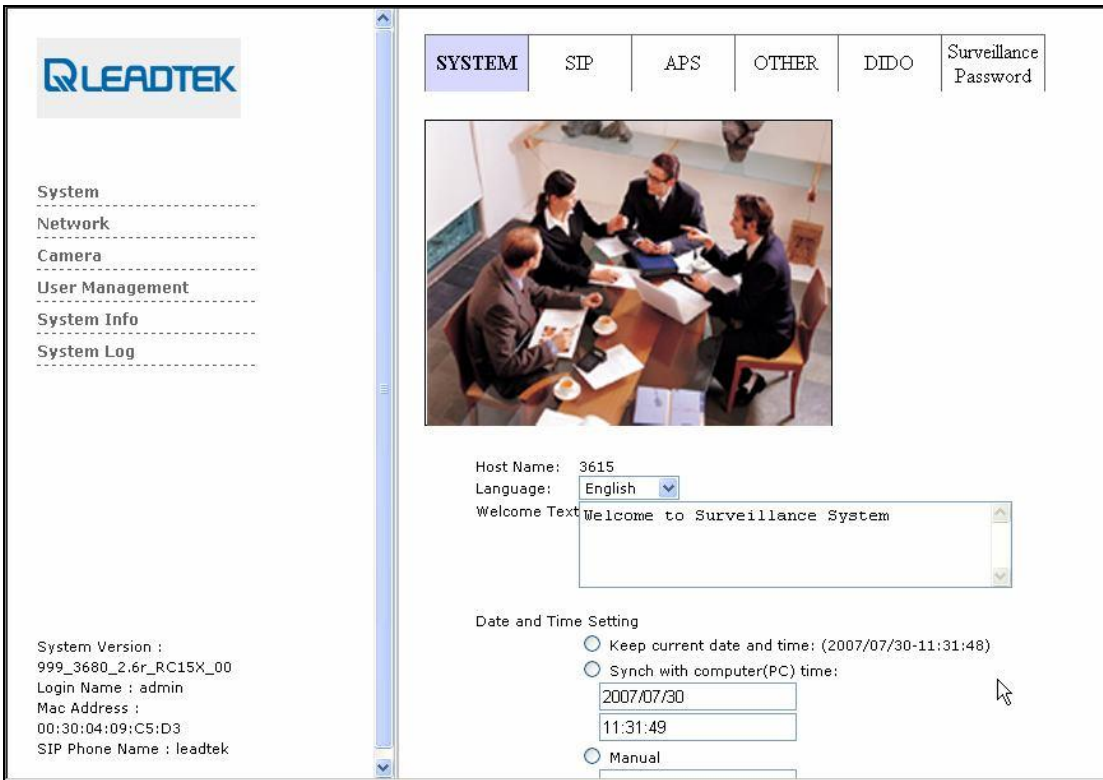 LEADTEK
System
Network
Camera
User Management
System Info
System Log
System Version :
999_3680_2.6r_RC15X_00
Login Name : admin
Mac Address :
00:30:04:09:C5:D3
SIP Phone Name : leadtek
SYSTEM SIP APS OTHER DIDO Surveillance Password
Host Name: 3615
Language: English
Welcome Text Welcome to Surveillance System
Date and Time Setting
Keep current date and time: (2007/07/30-11:31:48)
Synch with computer(PC) time:
2007/07/30
11:31:49
Manual